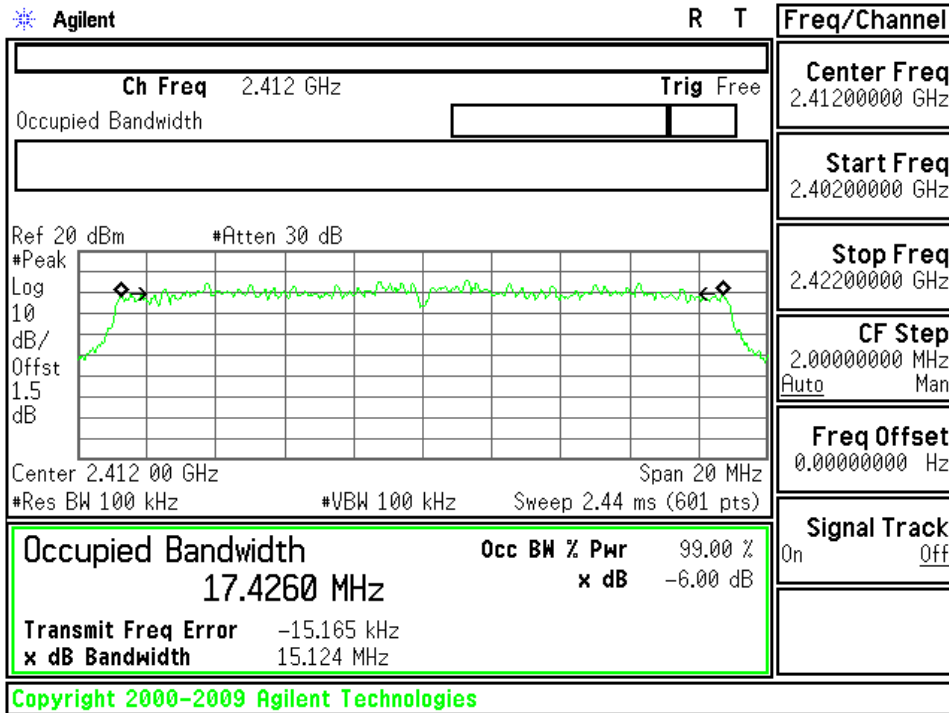 Agilent
R T
Freq/Channel
Ch Freq 2.412 GHz
Trig Free
Occupied Bandwidth
Center Freq
2.41200000 GHz
Start Freq
2.40200000 GHz
Stop Freq
2.42200000 GHz
CF Step
2.00000000 MHz
Auto Man
Freq Offset
0.00000000 Hz
Signal Track
On Off
Ref 20 dBm
#Atten 30 dB
#Peak
Log
10
dB/
Offst
1.5
dB
Center 2.412 00 GHz
Span 20 MHz
#Res BW 100 kHz
#VBW 100 kHz
Sweep 2.44 ms (601 pts)
Occupied Bandwidth
17.4260 MHz
Occ BW % Pwr 99.00 %
x dB -6.00 dB
Transmit Freq Error -15.165 kHz
x dB Bandwidth 15.124 MHz
Copyright 2000-2009 Agilent Technologies